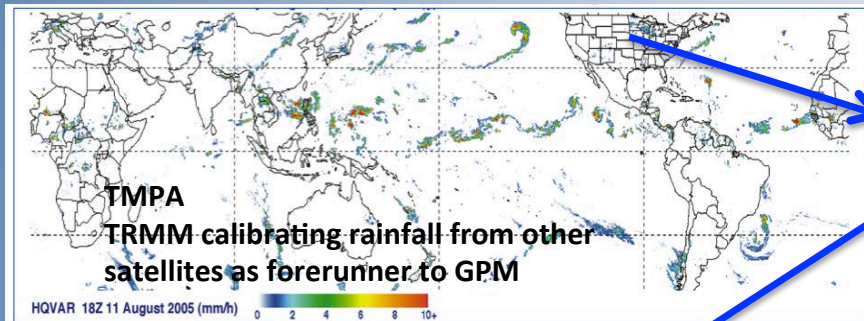 TMPA
TRMM calibrating rainfall from other
satellites as forerunner to GPM
HQVAR 18Z 11 August 2005 (mm/h) 0 2 4 6 8 10+